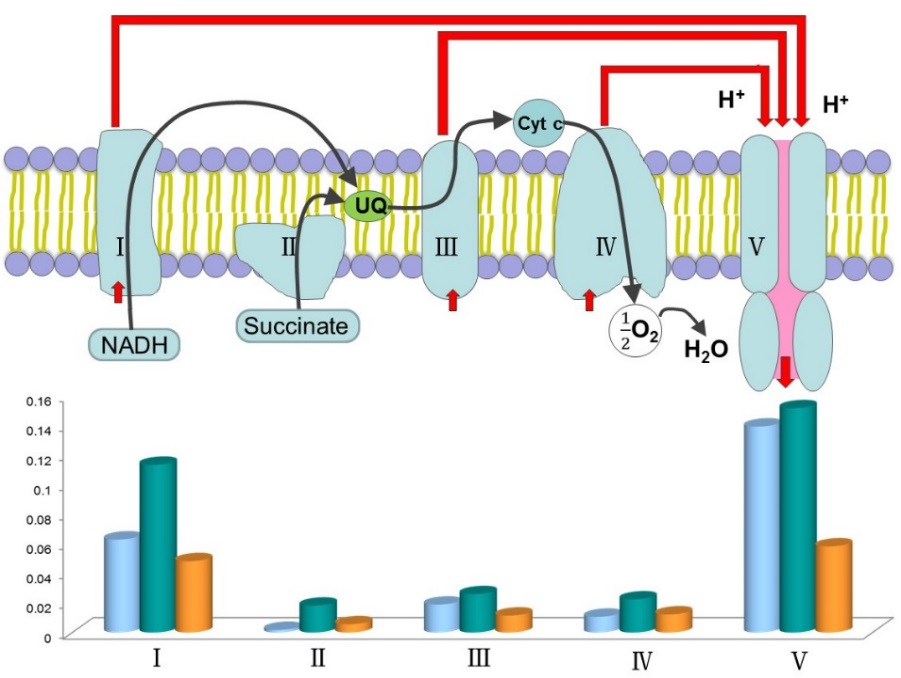 H⁺
H⁺
Cyt c
UQ
Ⅰ
Ⅱ
Ⅲ
Ⅳ
Ⅴ
NADH
Succinate
½O₂
H₂O
0.16
0.14
0.12
0.1
0.08
0.06
0.04
0.02
0
Ⅰ
Ⅱ
Ⅲ
Ⅳ
Ⅴ